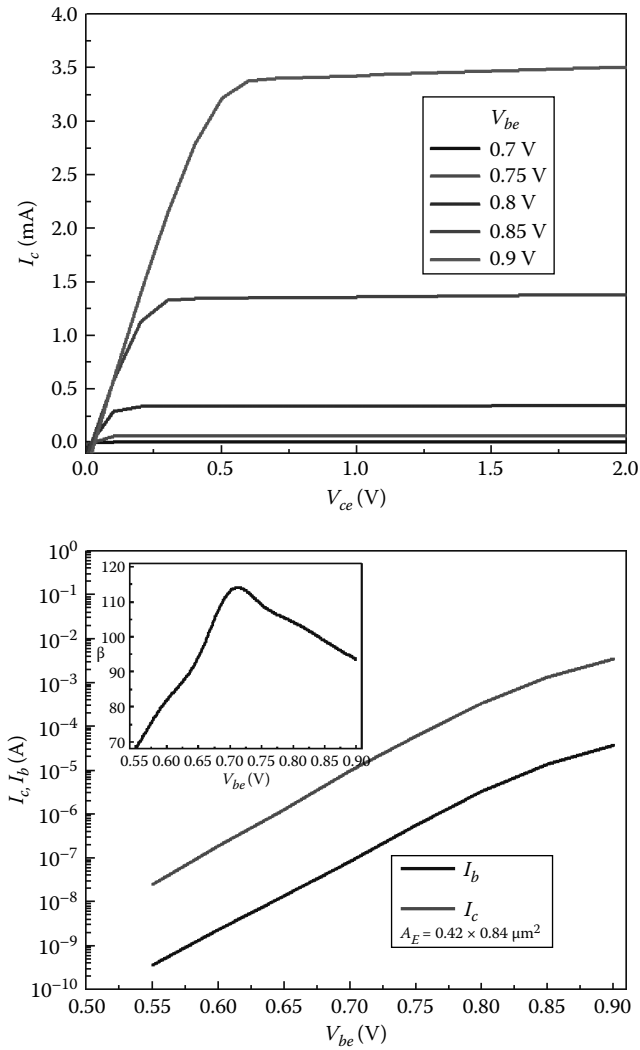 4.0
3.5
3.0
2.5
2.0
1.5
1.0
0.5
0.0
I_c (mA)
V_be
0.7 V
0.75 V
0.8 V
0.85 V
0.9 V
0.0 0.5 1.0 1.5 2.0
V_ce (V)
10^0
10^-1
10^-2
10^-3
10^-4
10^-5
10^-6
10^-7
10^-8
10^-9
10^-10
I_c, I_b (A)
120
110
100
90
80
70
β
0.55 0.60 0.65 0.70 0.75 0.80 0.85 0.90
V_be (V)
I_b
I_c
A_E = 0.42 × 0.84 μm^2
0.50 0.55 0.60 0.65 0.70 0.75 0.80 0.85 0.90
V_be (V)